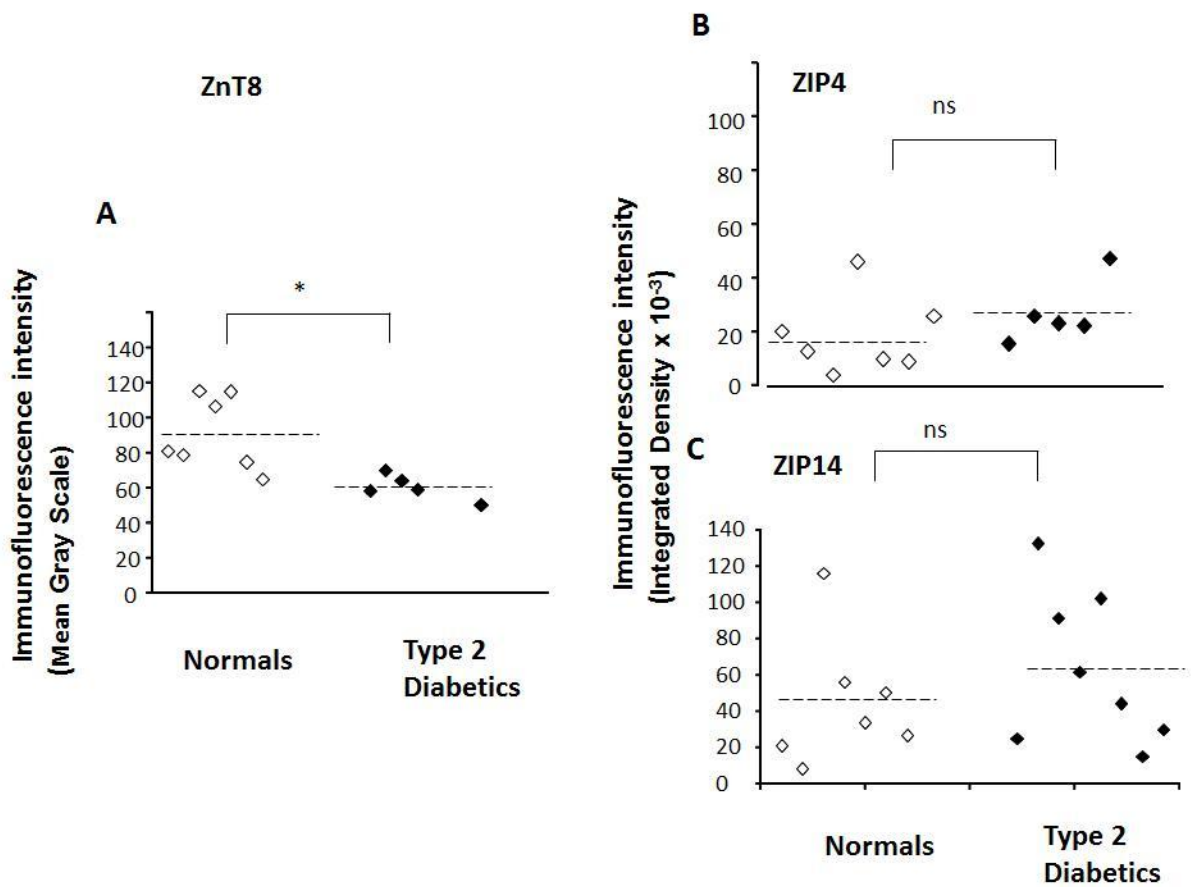 ZnT8
A
Immunofluorescence intensity
(Mean Gray Scale)
*
140
120
100
80
60
40
20
0
Normals
Type 2
Diabetics
B
ZIP4
ns
Immunofluorescence intensity
(Integrated Density x 10-3)
100
80
60
40
20
0
C
ZIP14
ns
140
120
100
80
60
40
20
0
Normals
Type 2
Diabetics